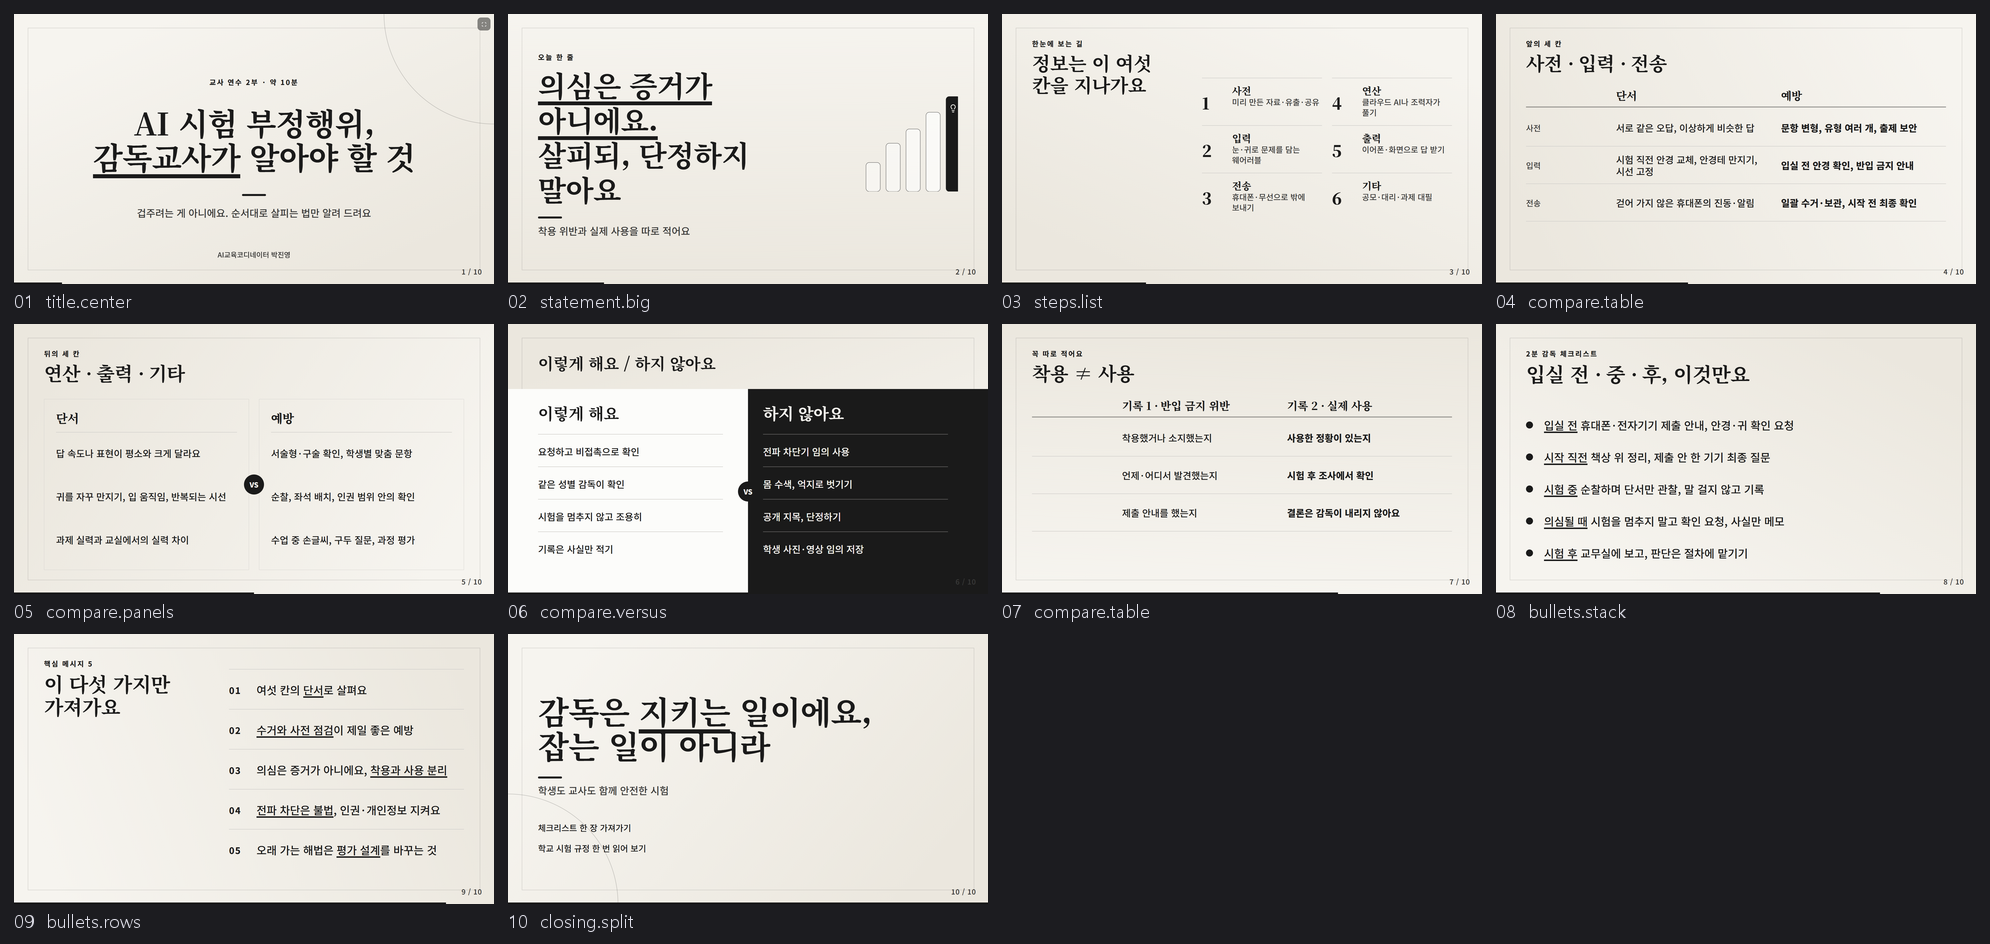 교사 연수 2부 · 약 10분
AI 시험 부정행위,
감독교사가 알아야 할 것
겁주려는 게 아니에요. 순서대로 살피는 법만 알려 드려요
AI교육코디네이터 박진영
1 / 10
01 title.center
오늘 한 줄
의심은 증거가
아니에요.
살피되, 단정하지
말아요
착용 위반과 실제 사용을 따로 적어요
2 / 10
02 statement.big
한눈에 보는 길
정보는 이 여섯
칸을 지나가요
1 사전
미리 만든 자료·유출·공유
2 입력
눈·귀로 문제를 담는
웨어러블
3 전송
휴대폰·무선으로 밖에
보내기
4 연산
클라우드 AI나 조력자가
풀기
5 출력
이어폰·화면으로 답 받기
6 기타
공모·대리·과제 대필
3 / 10
03 steps.list
앞의 세 칸
사전 · 입력 · 전송
단서 예방
사전 서로 같은 오답, 이상하게 비슷한 답 문항 변형, 유형 여러 개, 출제 보안
입력 시험 직전 안경 교체, 안경테 만지기,
시선 고정 입실 전 안경 확인, 반입 금지 안내
전송 걷어 가지 않은 휴대폰의 진동·알림 일괄 수거·보관, 시작 전 최종 확인
4 / 10
04 compare.table
뒤의 세 칸
연산 · 출력 · 기타
단서
답 속도나 표현이 평소와 크게 달라요
귀를 자꾸 만지기, 입 움직임, 반복되는 시선
과제 실력과 교실에서의 실력 차이
vs
예방
서술형·구술 확인, 학생별 맞춤 문항
순찰, 좌석 배치, 인권 범위 안의 확인
수업 중 손글씨, 구두 질문, 과정 평가
5 / 10
05 compare.panels
이렇게 해요 / 하지 않아요
이렇게 해요
요청하고 비접촉으로 확인
같은 성별 감독이 확인
시험을 멈추지 않고 조용히
기록은 사실만 적기
vs
하지 않아요
전파 차단기 임의 사용
몸 수색, 억지로 벗기기
공개 지목, 단정하기
학생 사진·영상 임의 저장
6 / 10
06 compare.versus
꼭 따로 적어요
착용 ≠ 사용
기록 1 · 반입 금지 위반 기록 2 · 실제 사용
착용했거나 소지했는지 사용한 정황이 있는지
언제·어디서 발견했는지 시험 후 조사에서 확인
제출 안내를 했는지 결론은 감독이 내리지 않아요
7 / 10
07 compare.table
2분 감독 체크리스트
입실 전 · 중 · 후, 이것만요
입실 전 휴대폰·전자기기 제출 안내, 안경·귀 확인 요청
시작 직전 책상 위 정리, 제출 안 한 기기 최종 질문
시험 중 순찰하며 단서만 관찰, 말 걸지 않고 기록
의심될 때 시험을 멈추지 말고 확인 요청, 사실만 메모
시험 후 교무실에 보고, 판단은 절차에 맡기기
8 / 10
08 bullets.stack
핵심 메시지 5
이 다섯 가지만
가져가요
01 여섯 칸의 단서로 살펴요
02 수거와 사전 점검이 제일 좋은 예방
03 의심은 증거가 아니에요, 착용과 사용 분리
04 전파 차단은 불법, 인권·개인정보 지켜요
05 오래 가는 해법은 평가 설계를 바꾸는 것
9 / 10
09 bullets.rows
감독은 지키는 일이에요,
잡는 일이 아니라
학생도 교사도 함께 안전한 시험
체크리스트 한 장 가져가기
학교 시험 규정 한 번 읽어 보기
10 / 10
10 closing.split